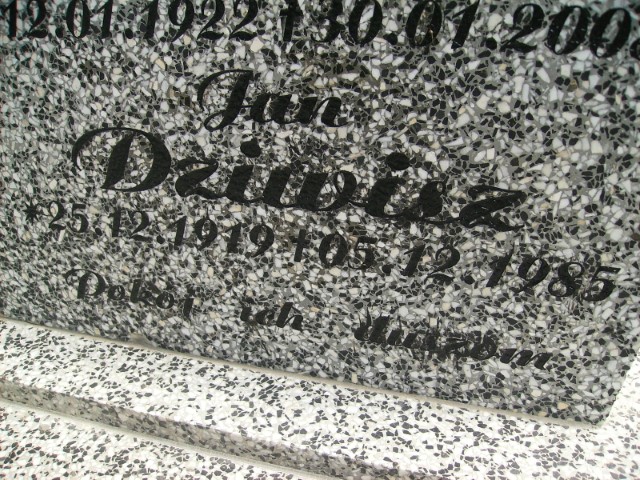 12.01.1922 †30.01.200
Jan
Dziwisz
*25.12.1919 †05.12.1985
Pokój ich duszom